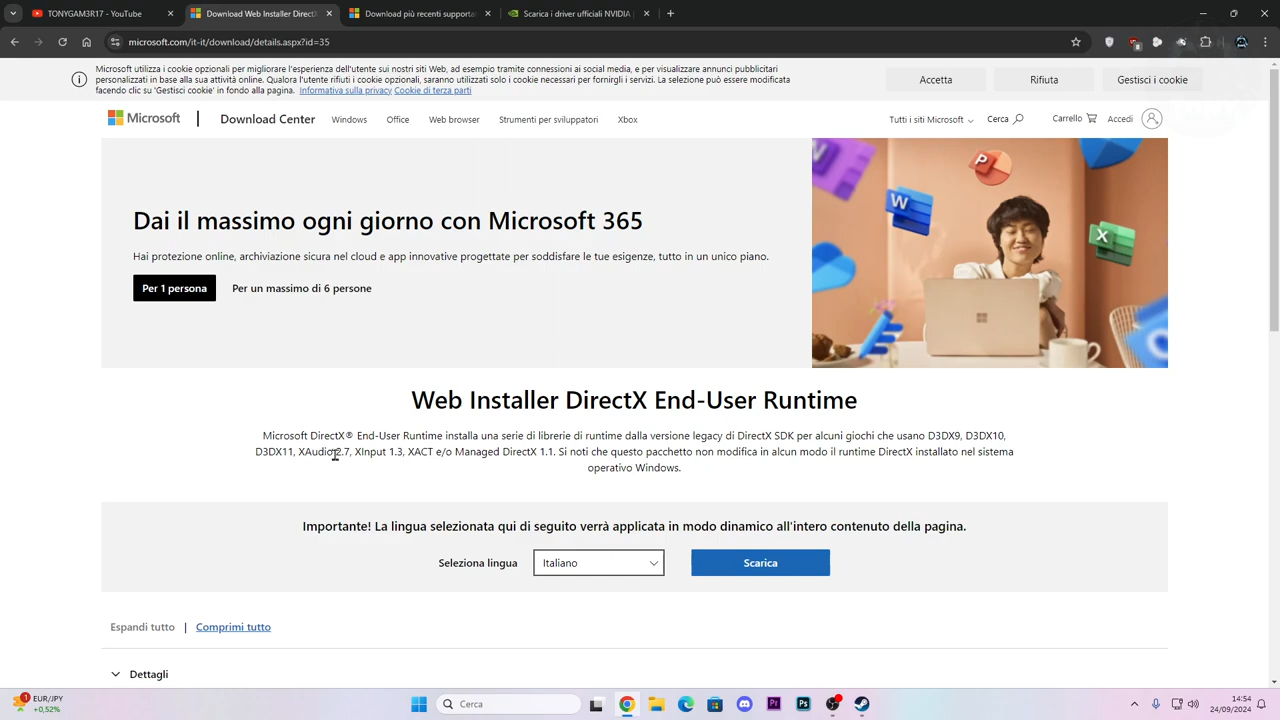 TONYGAM3R17 - YouTube
Download Web Installer DirectX
Download più recenti supporta
Scarica i driver ufficiali NVIDIA
microsoft.com/it-it/download/details.aspx?id=35
Microsoft utilizza i cookie opzionali per migliorare l'esperienza dell'utente sui nostri siti Web, ad esempio tramite connessioni ai social media, e per visualizzare annunci pubblicitari
personalizzati in base alla sua attività online. Qualora l'utente rifiuti i cookie opzionali, saranno utilizzati solo i cookie necessari per fornirgli i servizi. La selezione può essere modificata
facendo clic su 'Gestisci cookie' in fondo alla pagina. Informativa sulla privacy Cookie di terza parti
Accetta
Rifiuta
Gestisci i cookie
Microsoft
Download Center
Windows
Office
Web browser
Strumenti per sviluppatori
Xbox
Tutti i siti Microsoft
Cerca
Carrello
Accedi
Dai il massimo ogni giorno con Microsoft 365
Hai protezione online, archiviazione sicura nel cloud e app innovative progettate per soddisfare le tue esigenze, tutto in un unico piano.
Per 1 persona
Per un massimo di 6 persone
W
P
W
X
Web Installer DirectX End-User Runtime
Microsoft DirectX® End-User Runtime installa una serie di librerie di runtime dalla versione legacy di DirectX SDK per alcuni giochi che usano D3DX9, D3DX10,
D3DX11, XAudio 2.7, XInput 1.3, XACT e/o Managed DirectX 1.1. Si noti che questo pacchetto non modifica in alcun modo il runtime DirectX installato nel sistema
operativo Windows.
Importante! La lingua selezionata qui di seguito verrà applicata in modo dinamico all'intero contenuto della pagina.
Seleziona lingua
Italiano
Scarica
Espandi tutto | Comprimi tutto
Dettagli
1
EUR/JPY
+0,52%
Cerca
Pr
Ps
14:54
24/09/2024